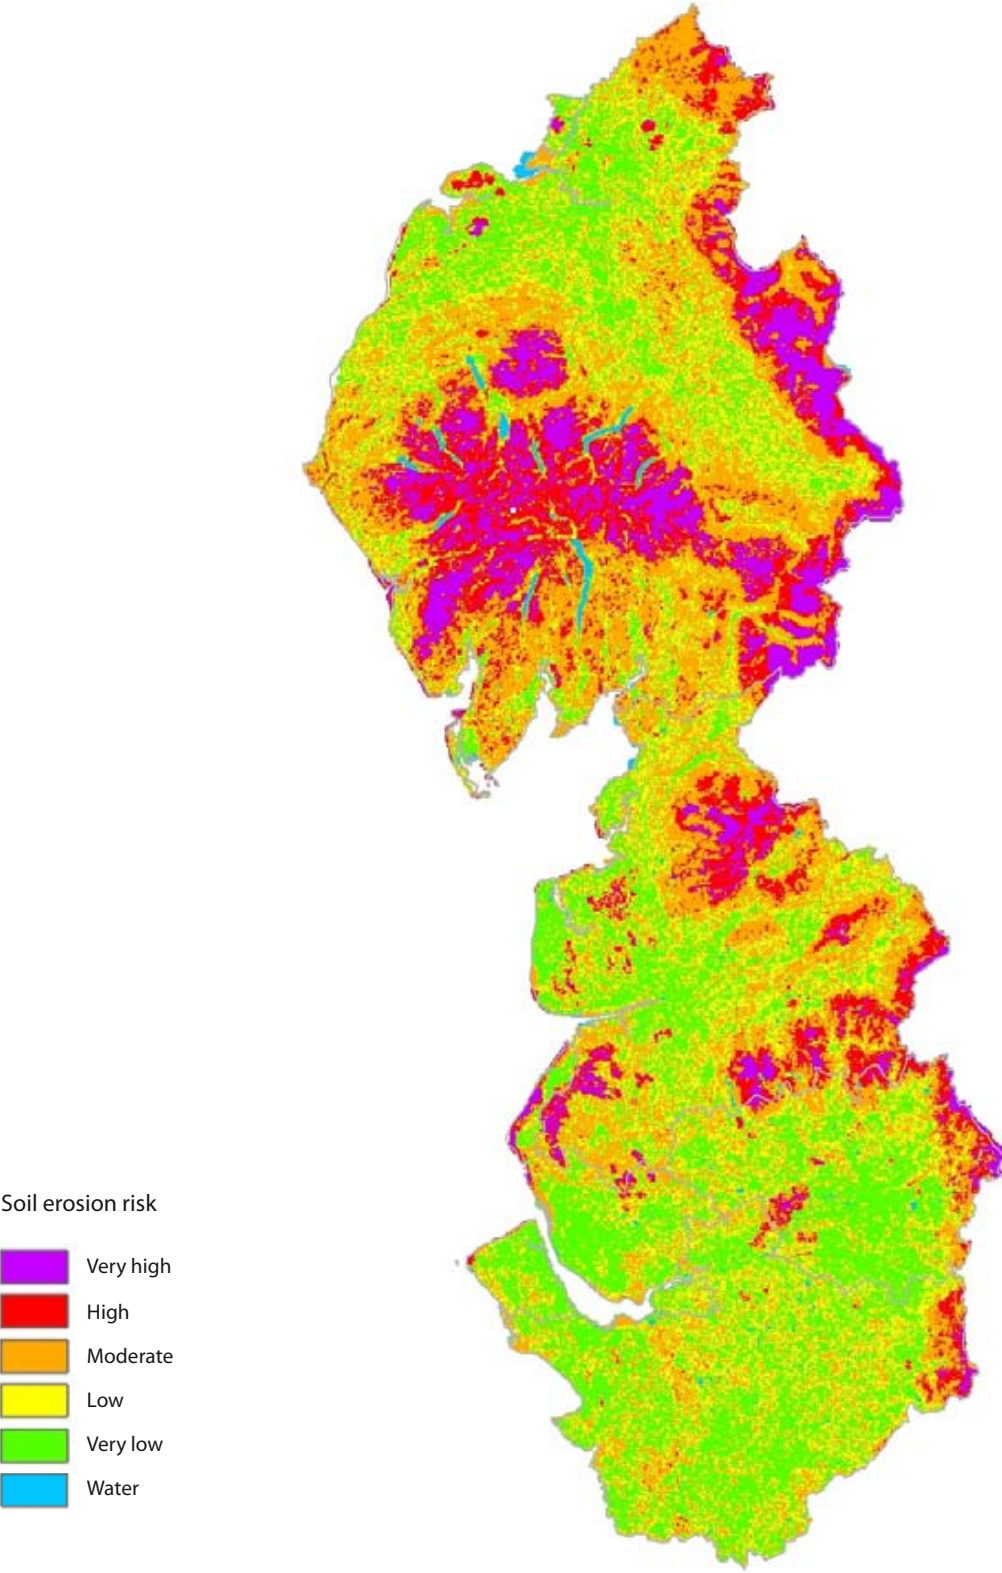 Soil erosion risk
Very high
High
Moderate
Low
Very low
Water